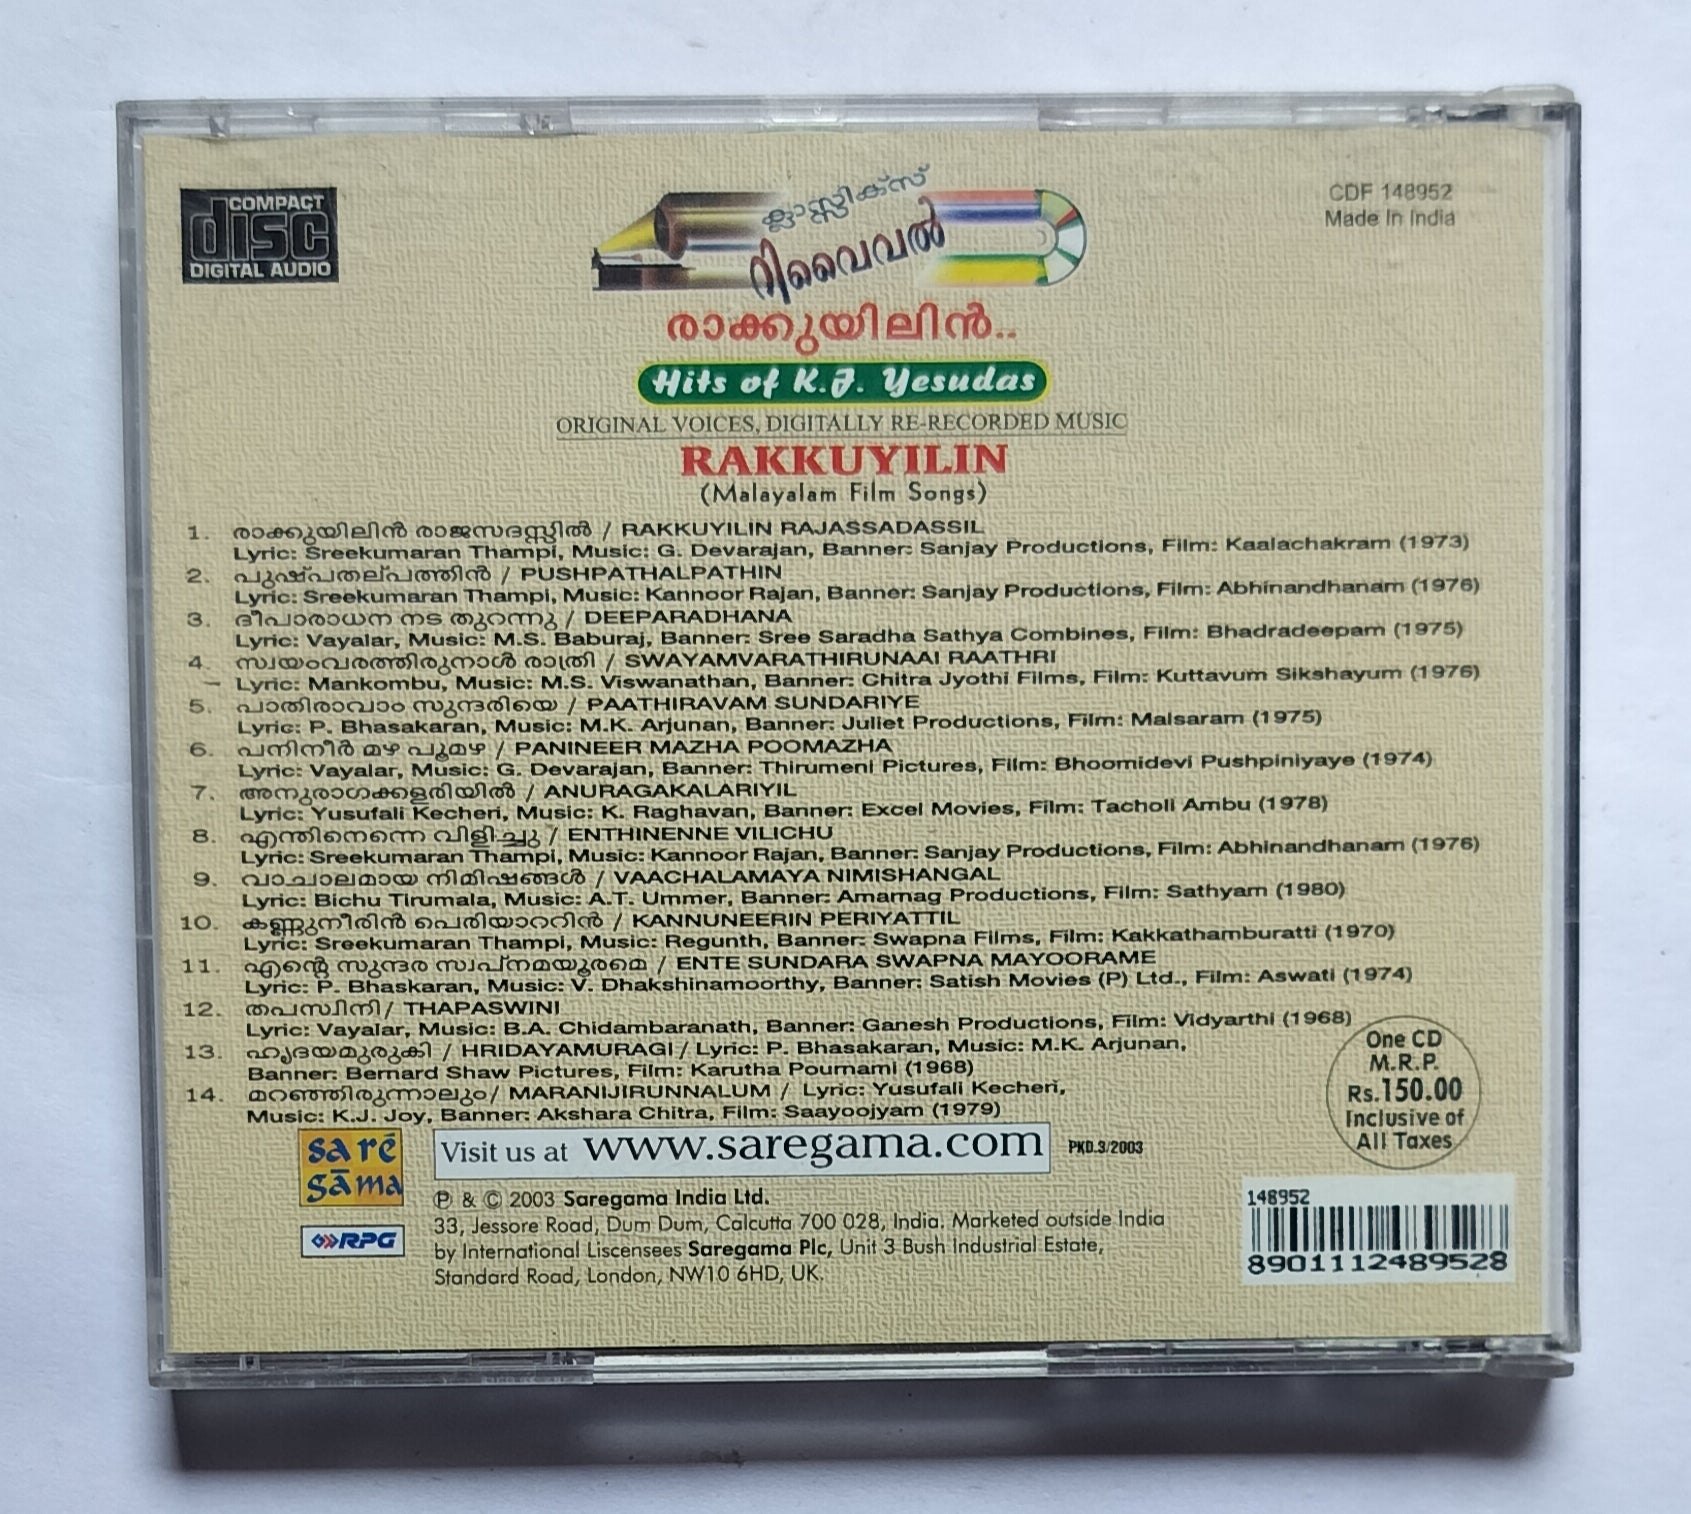 COMPACT
disc
DIGITAL AUDIO
ക്ലാസ്സിക്സ്
റിവൈവൽ
CDF 148952
Made In India
രാക്കുയിലിൻ..
Hits of K.J. Yesudas
ORIGINAL VOICES, DIGITALLY RE-RECORDED MUSIC
RAKKUYILIN
(Malayalam Film Songs)
1. രാക്കുയിലിൻ രാജസദസ്സിൽ / RAKKUYILIN RAJASSADASSIL
Lyric: Sreekumaran Thampi, Music: G. Devarajan, Banner: Sanjay Productions, Film: Kaalachakram (1973)
2. പുഷ്പതല്പത്തിൻ / PUSHPATHALPATHIN
Lyric: Sreekumaran Thampi, Music: Kannoor Rajan, Banner: Sanjay Productions, Film: Abhinandhanam (1976)
3. ദീപാരാധന നട തുറന്നു / DEEPARADHANA
Lyric: Vayalar, Music: M.S. Baburaj, Banner: Sree Saradha Sathya Combines, Film: Bhadradeepam (1975)
4. സ്വയംവരത്തിരുനാൾ രാത്രി / SWAYAMVARATHIRUNAAI RAATHRI
Lyric: Mankombu, Music: M.S. Viswanathan, Banner: Chitra Jyothi Films, Film: Kuttavum Sikshayum (1976)
5. പാതിരാവാം സുന്ദരിയെ / PAATHIRAVAM SUNDARIYE
Lyric: P. Bhasakaran, Music: M.K. Arjunan, Banner: Juliet Productions, Film: Malsaram (1975)
6. പനിനീർ മഴ പൂമഴ / PANINEER MAZHA POOMAZHA
Lyric: Vayalar, Music: G. Devarajan, Banner: Thirumeni Pictures, Film: Bhoomidevi Pushpiniyaye (1974)
7. അനുരാഗക്കളരിയിൽ / ANURAGAKALARIYIL
Lyric: Yusufali Kecheri, Music: K. Raghavan, Banner: Excel Movies, Film: Tacholi Ambu (1978)
8. എന്തിനെന്നെ വിളിച്ചു / ENTHINENNE VILICHU
Lyric: Sreekumaran Thampi, Music: Kannoor Rajan, Banner: Sanjay Productions, Film: Abhinandhanam (1976)
9. വാചാലമായ നിമിഷങ്ങൾ / VAACHALAMAYA NIMISHANGAL
Lyric: Bichu Tirumala, Music: A.T. Ummer, Banner: Amarnag Productions, Film: Sathyam (1980)
10. കണ്ണുനീരിൻ പെരിയാററിൻ / KANNUNEERIN PERIYATTIL
Lyric: Sreekumaran Thampi, Music: Regunth, Banner: Swapna Films, Film: Kakkathamburatti (1970)
11. എന്റെ സുന്ദര സ്വപ്നമയൂരമെ / ENTE SUNDARA SWAPNA MAYOORAME
Lyric: P. Bhaskaran, Music: V. Dhakshinamoorthy, Banner: Satish Movies (P) Ltd., Film: Aswati (1974)
12. തപസ്വിനി/ THAPASWINI
Lyric: Vayalar, Music: B.A. Chidambaranath, Banner: Ganesh Productions, Film: Vidyarthi (1968)
13. ഹൃദയമുരുകി / HRIDAYAMURAGI / Lyric: P. Bhasakaran, Music: M.K. Arjunan,
Banner: Bernard Shaw Pictures, Film: Karutha Pournami (1968)
14. മറഞ്ഞിരുന്നാലും/ MARANIJIRUNNALUM / Lyric: Yusufali Kecheri,
Music: K.J. Joy, Banner: Akshara Chitra, Film: Saayoojyam (1979)
One CD
M.R.P.
Rs.150.00
Inclusive of
All Taxes
saré
gāma
RPG
Visit us at www.saregama.com
PKD.3/2003
℗ & © 2003 Saregama India Ltd.
33, Jessore Road, Dum Dum, Calcutta 700 028, India. Marketed outside India
by International Liscensees Saregama Plc, Unit 3 Bush Industrial Estate,
Standard Road, London, NW10 6HD, UK.
148952
8901112489528